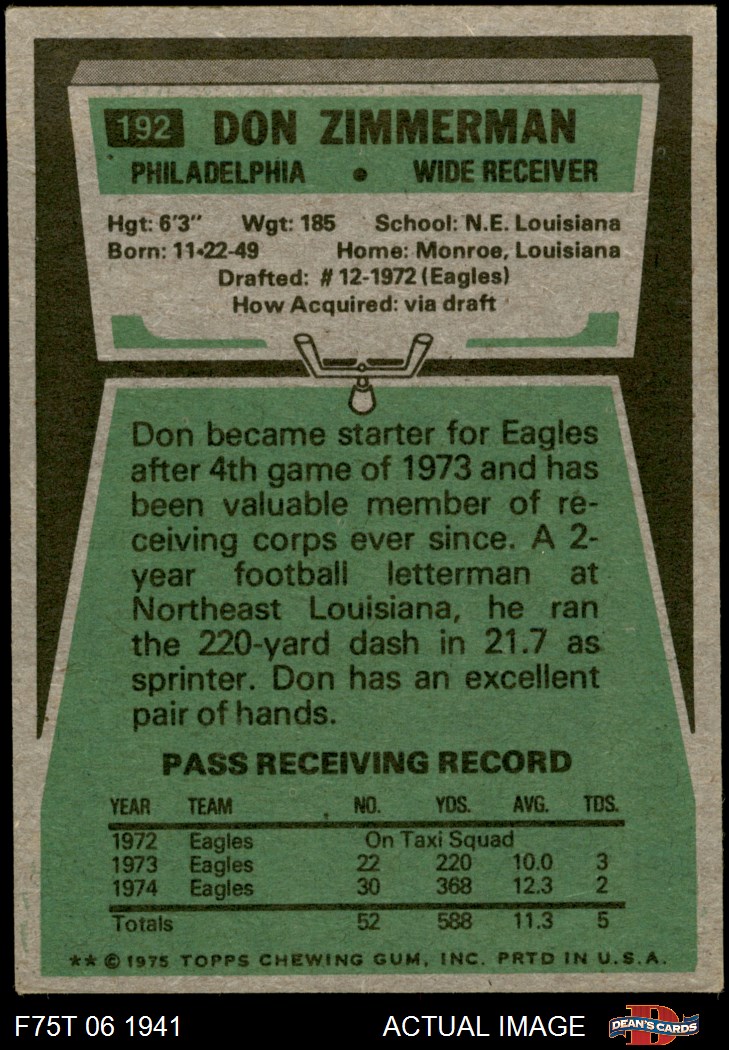 192 DON ZIMMERMAN
PHILADELPHIA • WIDE RECEIVER
Hgt: 6'3" Wgt: 185 School: N.E. Louisiana
Born: 11-22-49 Home: Monroe, Louisiana
Drafted: #12-1972 (Eagles)
How Acquired: via draft
Don became starter for Eagles
after 4th game of 1973 and has
been valuable member of re-
ceiving corps ever since. A 2-
year football letterman at
Northeast Louisiana, he ran
the 220-yard dash in 21.7 as
sprinter. Don has an excellent
pair of hands.
PASS RECEIVING RECORD
YEAR TEAM NO. YDS. AVG. TDS.
1972 Eagles On Taxi Squad
1973 Eagles 22 220 10.0 3
1974 Eagles 30 368 12.3 2
Totals 52 588 11.3 5
** © 1975 TOPPS CHEWING GUM, INC. PRTD IN U.S.A.
F75T 06 1941 ACTUAL IMAGE D DEAN'S CARDS